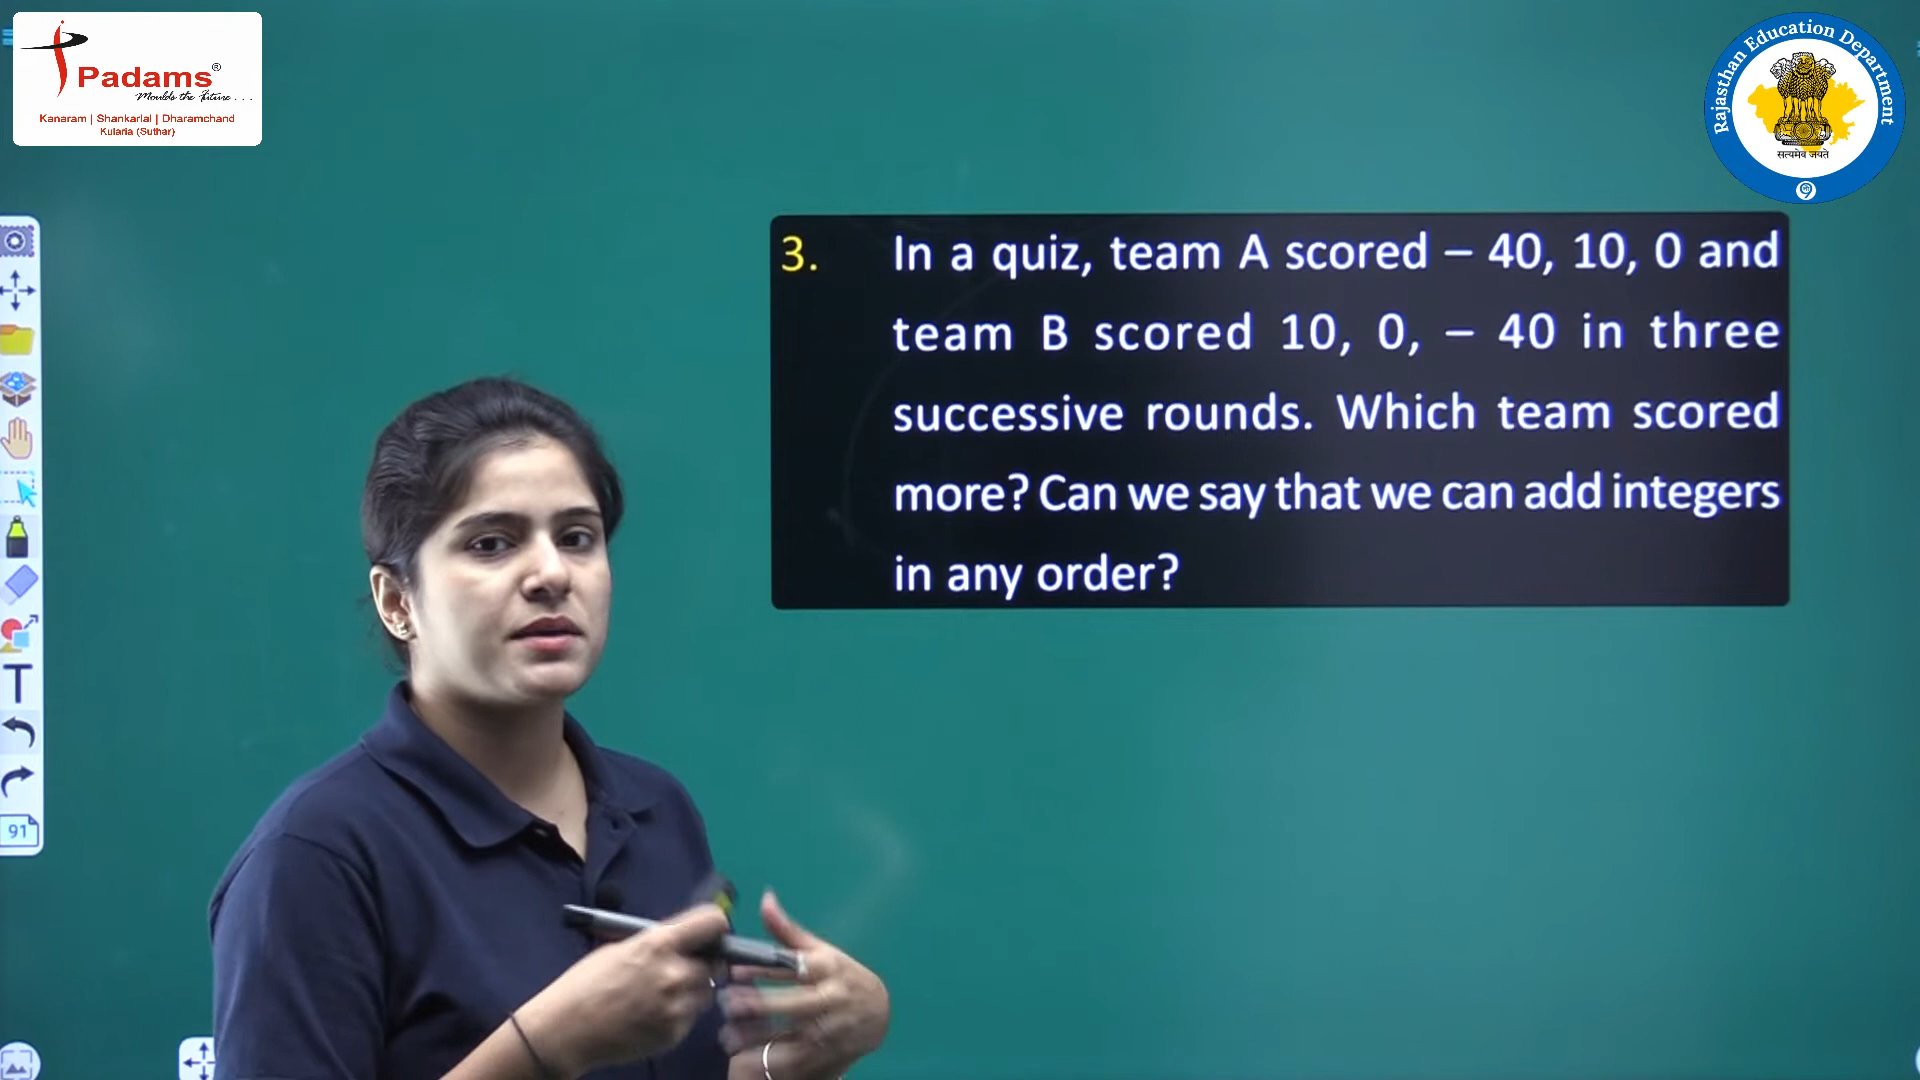 Padams®
Moulds the Future . . .
Kanaram | Shankarlal | Dharamchand
Kularia (Suthar)
Rajasthan Education Department
सत्यमेव जयते
3. In a quiz, team A scored – 40, 10, 0 and
team B scored 10, 0, – 40 in three
successive rounds. Which team scored
more? Can we say that we can add integers
in any order?
T
91